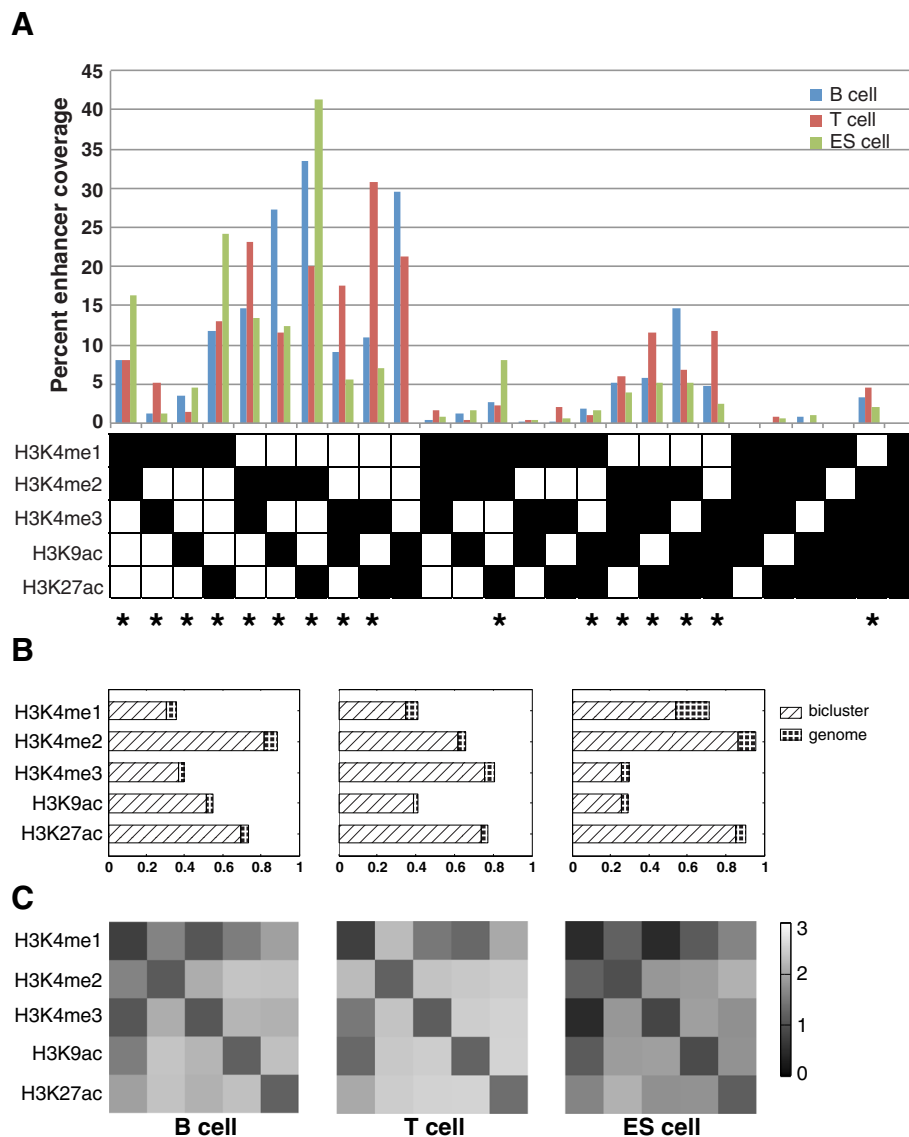 A
Percent enhancer coverage
45
40
35
30
25
20
15
10
5
0
B cell
T cell
ES cell
H3K4me1
H3K4me2
H3K4me3
H3K9ac
H3K27ac
* * * * * * * * * * * * * * * *
B
H3K4me1
H3K4me2
H3K4me3
H3K9ac
H3K27ac
0 0.2 0.4 0.6 0.8 1
0 0.2 0.4 0.6 0.8 1
0 0.2 0.4 0.6 0.8 1
bicluster
genome
C
H3K4me1
H3K4me2
H3K4me3
H3K9ac
H3K27ac
3
2
1
0
B cell
T cell
ES cell